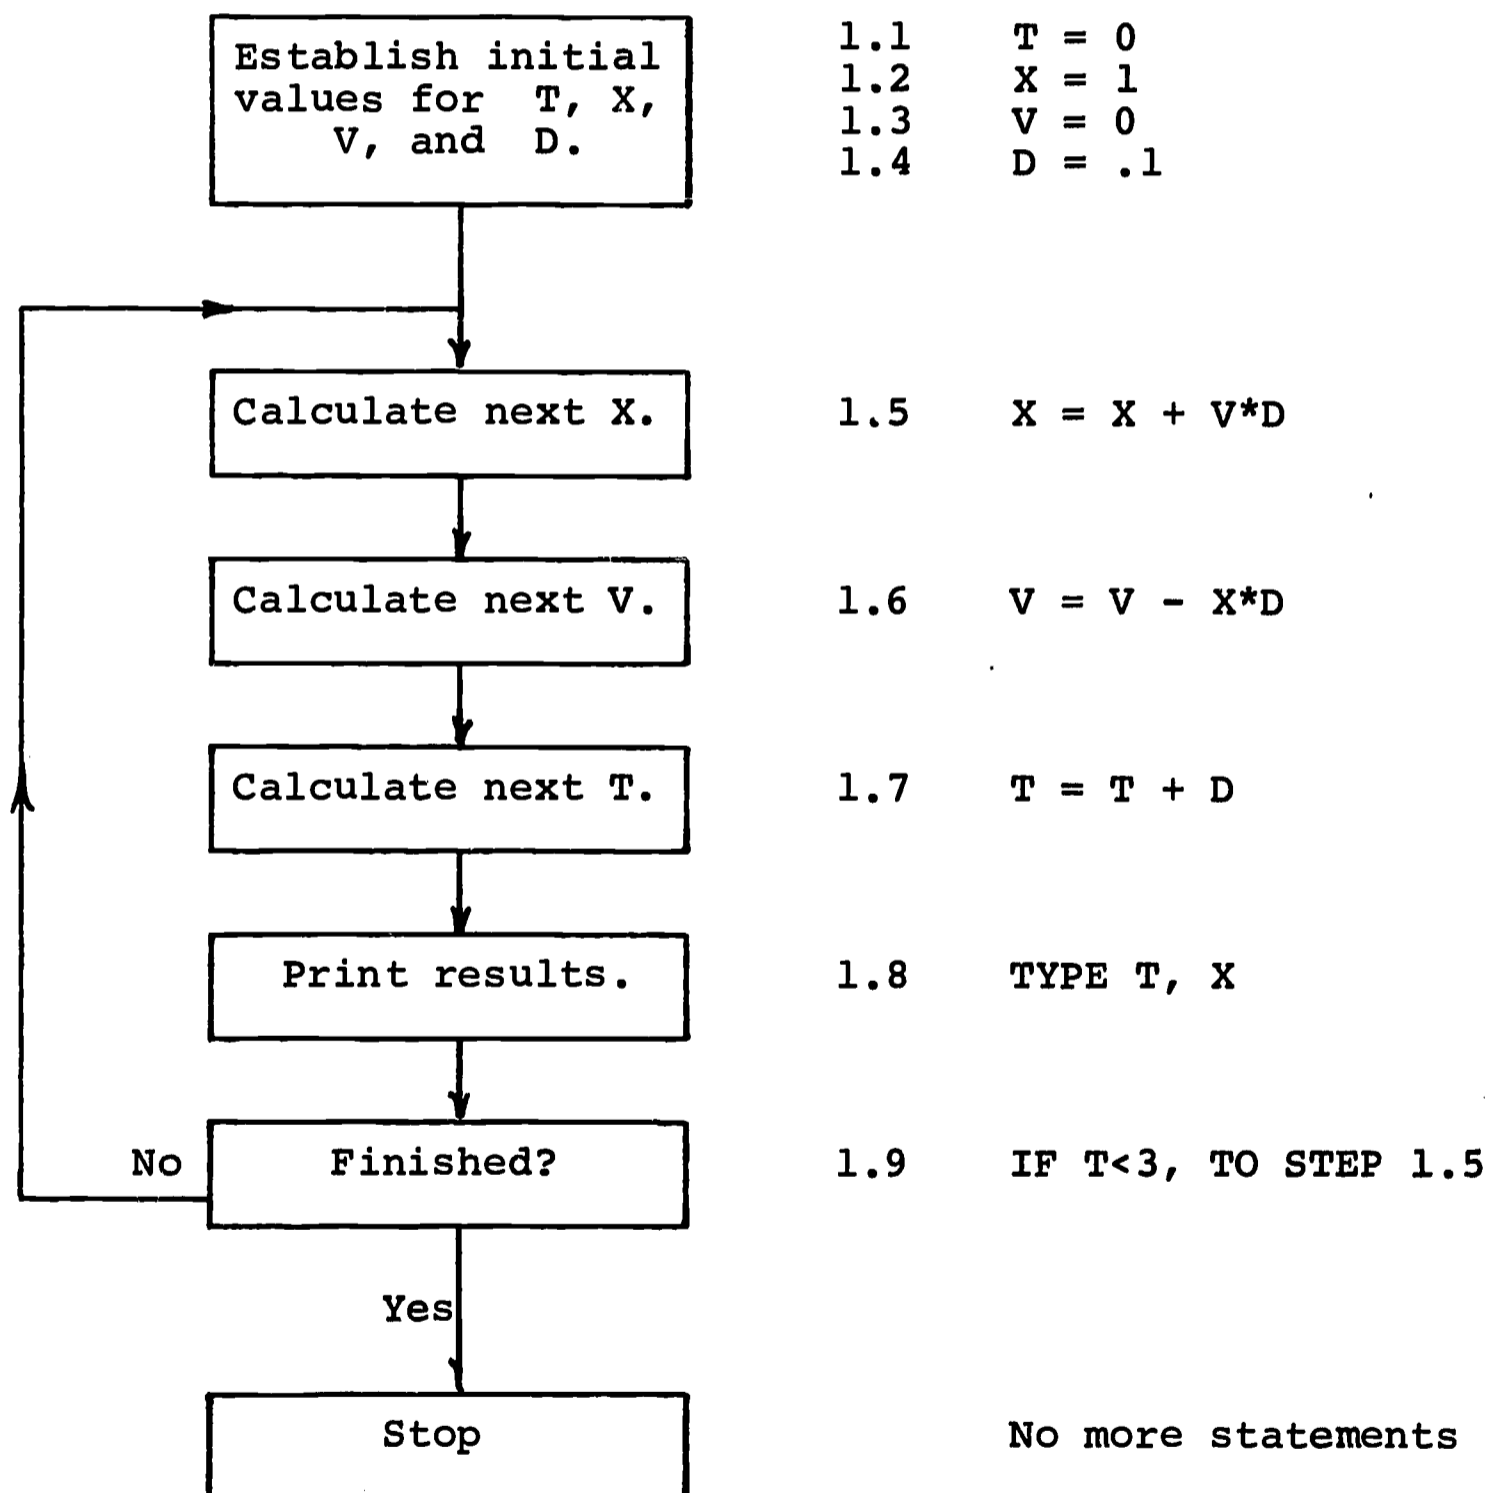 Establish initial
values for T, X,
V, and D.
1.1 T = 0
1.2 X = 1
1.3 V = 0
1.4 D = .1
Calculate next X.
1.5 X = X + V*D
Calculate next V.
1.6 V = V - X*D
Calculate next T.
1.7 T = T + D
Print results.
1.8 TYPE T, X
No
Finished?
1.9 IF T<3, TO STEP 1.5
Yes
Stop
No more statements